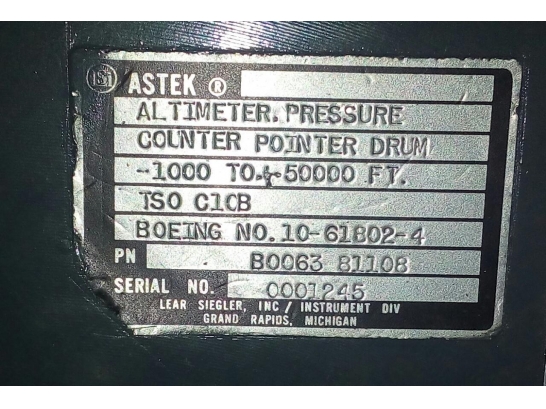 LSI ASTEK ®
ALTIMETER.PRESSURE
COUNTER POINTER DRUM
-1000 TO +50000 FT.
TSO C10B
BOEING NO.10-61802-4
PN B0063 81108
SERIAL NO. 0001245
LEAR SIEGLER, INC / INSTRUMENT DIV
GRAND RAPIDS, MICHIGAN